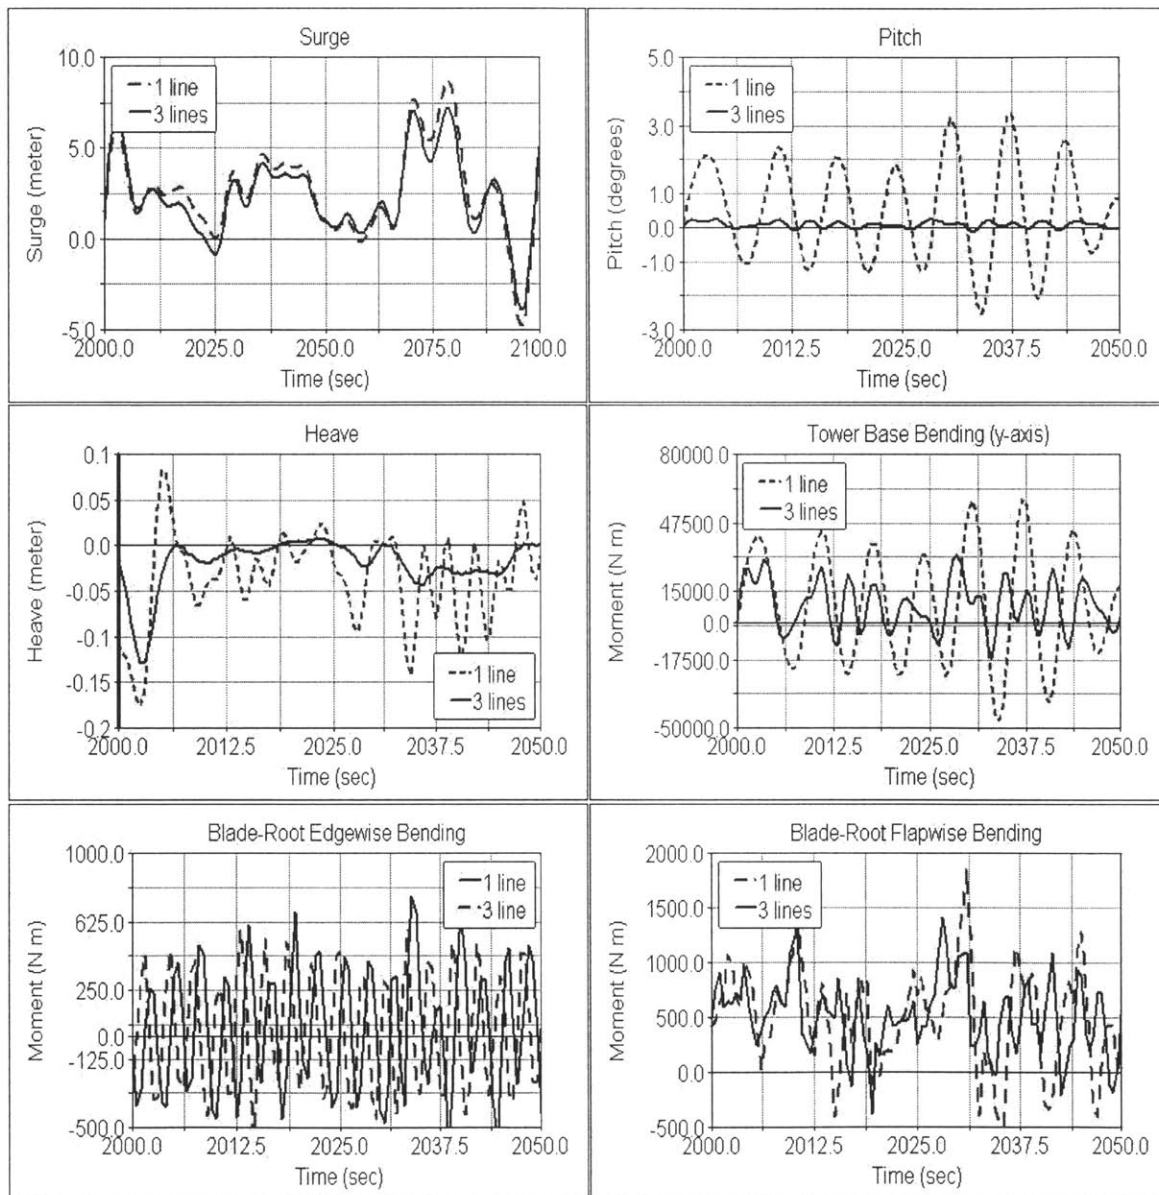 Surge
10.0
1 line
3 lines
5.0
0.0
-5.0
Surge (meter)
2000.0 2025.0 2050.0 2075.0 2100.0
Time (sec)
Pitch
5.0
1 line
3 lines
3.0
1.0
0.0
-1.0
-3.0
Pitch (degrees)
2000.0 2012.5 2025.0 2037.5 2050.0
Time (sec)
Heave
0.1
0.05
0.0
-0.05
-0.1
-0.15
-0.2
Heave (meter)
1 line
3 lines
2000.0 2012.5 2025.0 2037.5 2050.0
Time (sec)
Tower Base Bending (y-axis)
80000.0
1 line
3 lines
47500.0
15000.0
0.0
-17500.0
-50000.0
Moment (N m)
2000.0 2012.5 2025.0 2037.5 2050.0
Time (sec)
Blade-Root Edgewise Bending
1000.0
1 line
3 line
625.0
250.0
0.0
-125.0
-500.0
Moment (N m)
2000.0 2012.5 2025.0 2037.5 2050.0
Time (sec)
Blade-Root Flapwise Bending
2000.0
1 line
3 lines
1500.0
1000.0
500.0
0.0
-500.0
Moment (N m)
2000.0 2012.5 2025.0 2037.5 2050.0
Time (sec)